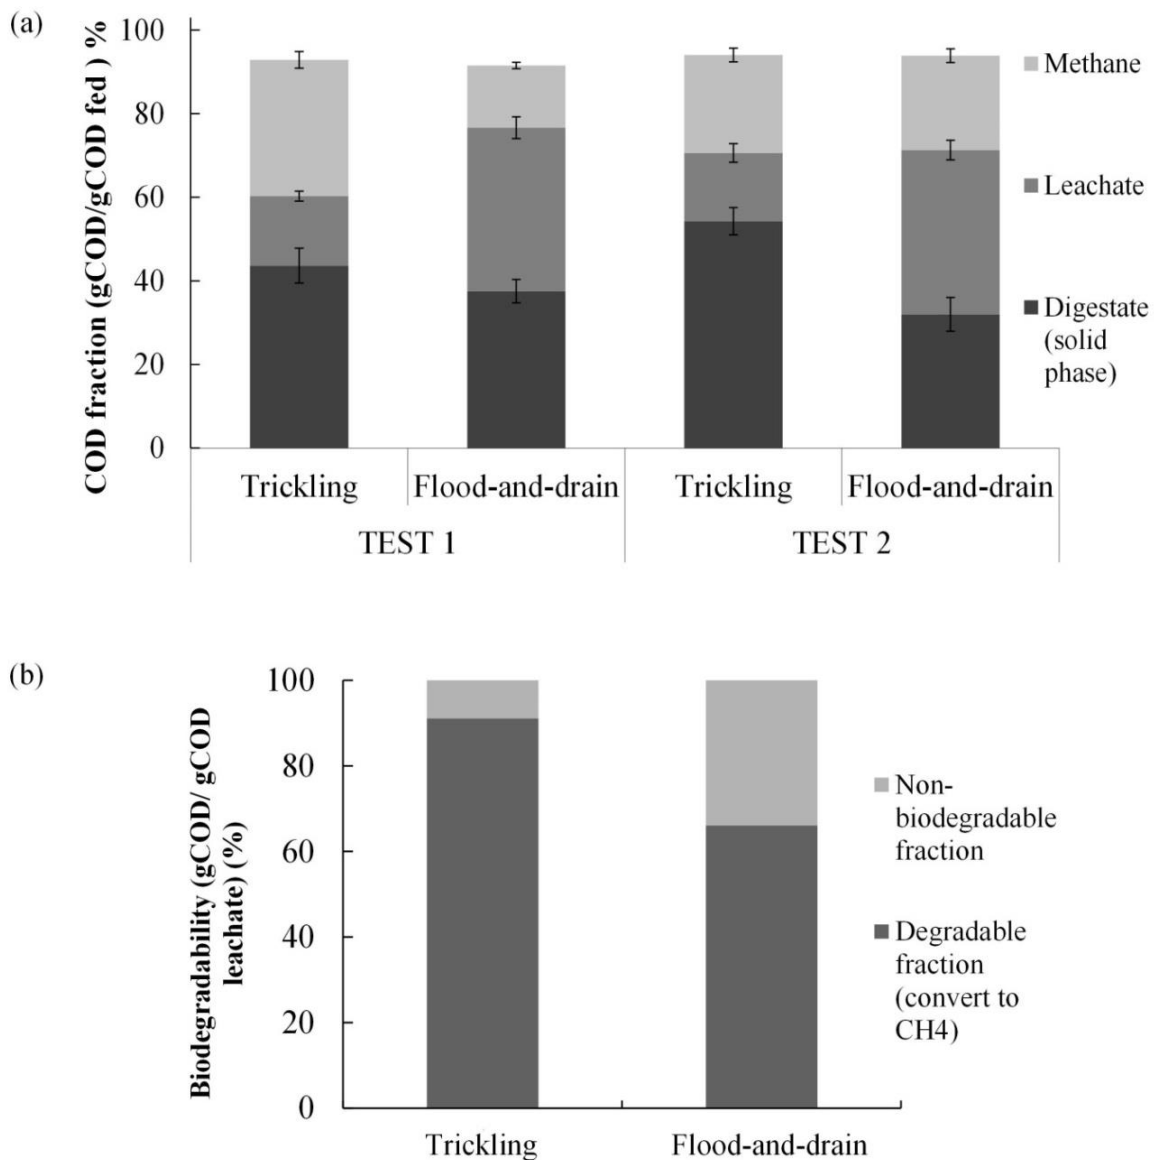 (a)
COD fraction (gCOD/gCOD fed ) %
100
80
60
40
20
0
Methane
Leachate
Digestate
(solid
phase)
Trickling
Flood-and-drain
Trickling
Flood-and-drain
TEST 1
TEST 2
(b)
Biodegradability (gCOD/ gCOD
leachate) (%)
100
80
60
40
20
0
Non-
biodegradable
fraction
Degradable
fraction
(convert to
CH4)
Trickling
Flood-and-drain